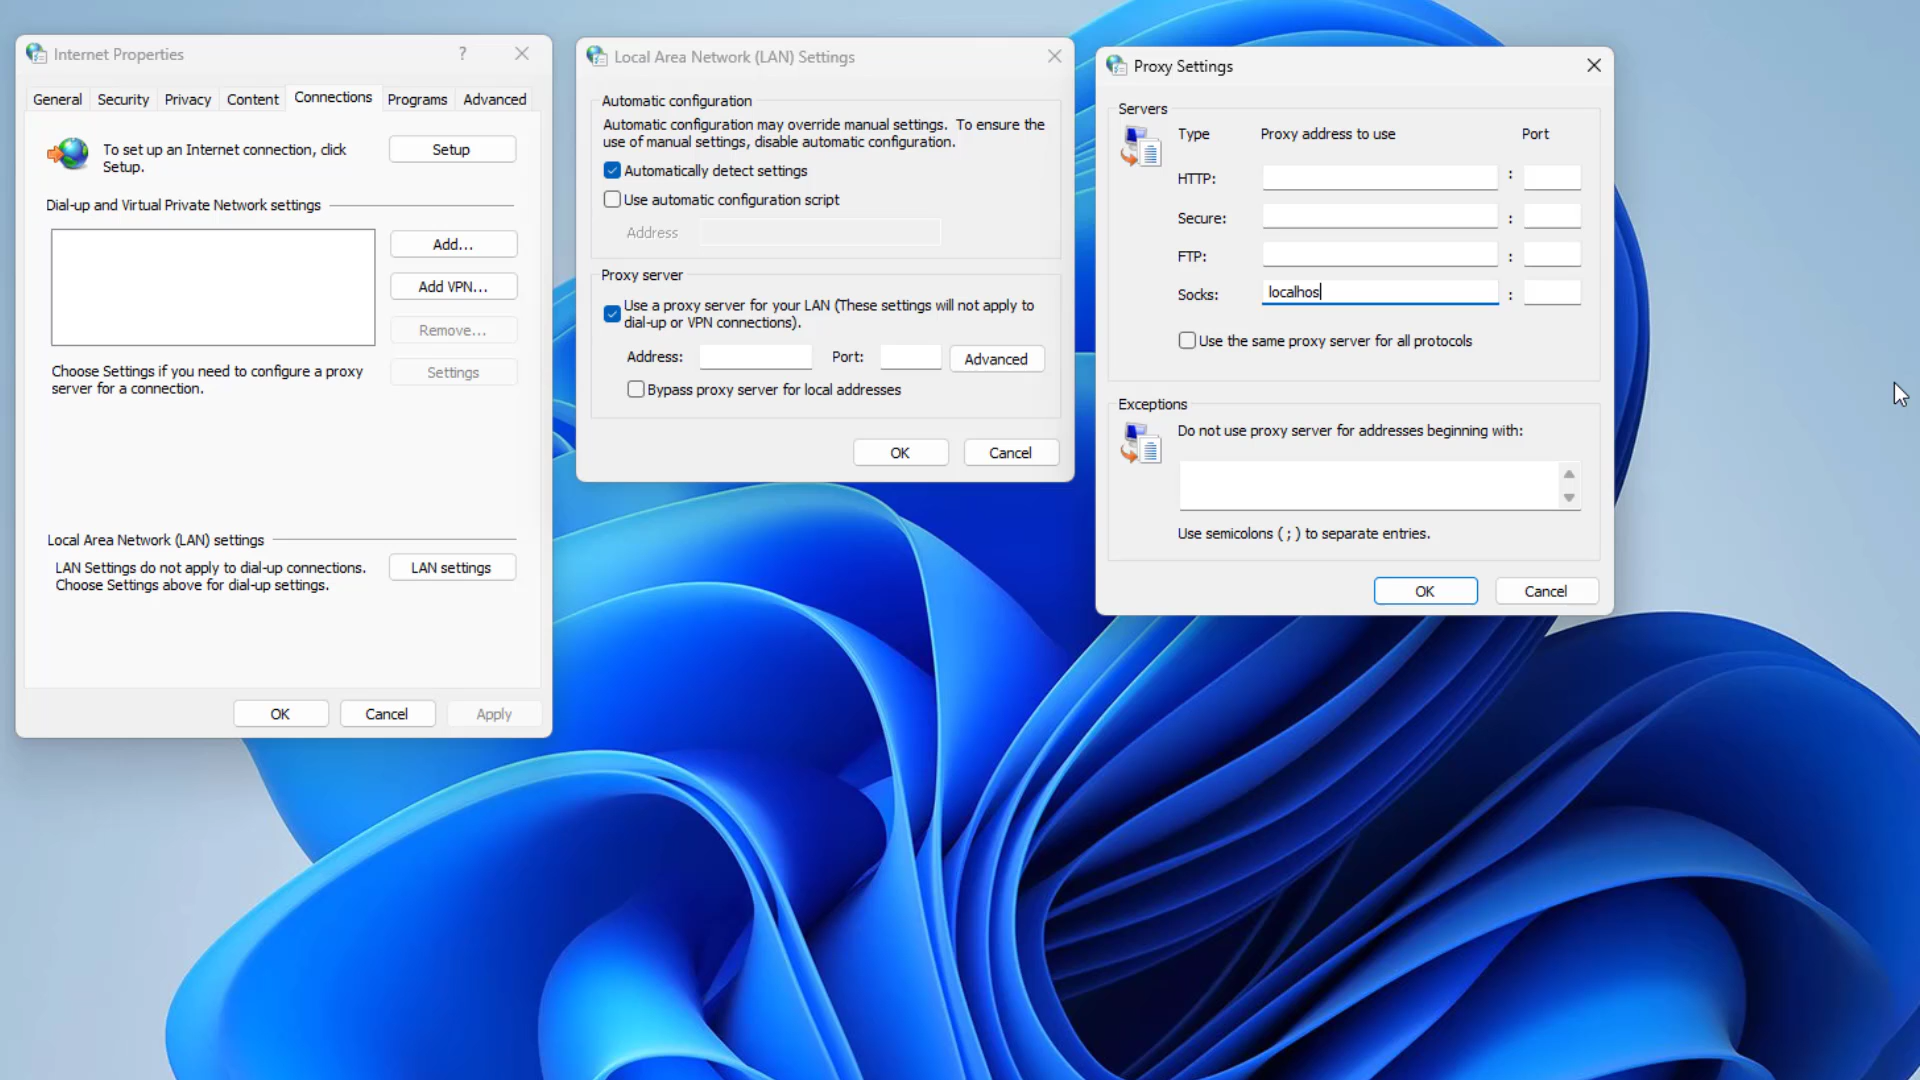 Internet Properties
?
General Security Privacy Content Connections Programs Advanced
To set up an Internet connection, click
Setup.
Setup
Dial-up and Virtual Private Network settings
Add...
Add VPN...
Remove...
Choose Settings if you need to configure a proxy
server for a connection.
Settings
Local Area Network (LAN) settings
LAN Settings do not apply to dial-up connections.
Choose Settings above for dial-up settings.
LAN settings
OK Cancel Apply
Local Area Network (LAN) Settings
Automatic configuration
Automatic configuration may override manual settings. To ensure the
use of manual settings, disable automatic configuration.
Automatically detect settings
Use automatic configuration script
Address
Proxy server
Use a proxy server for your LAN (These settings will not apply to
dial-up or VPN connections).
Address: Port: Advanced
Bypass proxy server for local addresses
OK Cancel
Proxy Settings
Servers
Type Proxy address to use Port
HTTP: :
Secure: :
FTP: :
Socks: localhos :
Use the same proxy server for all protocols
Exceptions
Do not use proxy server for addresses beginning with:
Use semicolons ( ; ) to separate entries.
OK Cancel